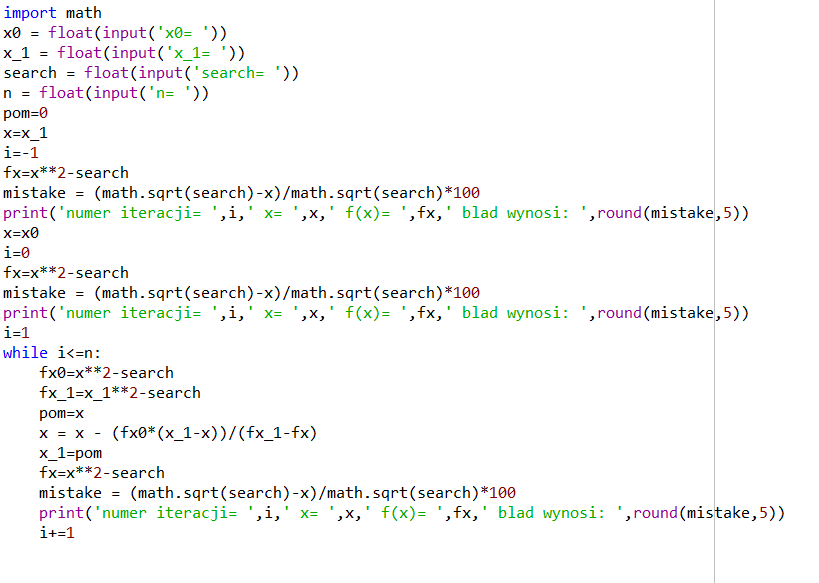 import math
x0 = float(input('x0= '))
x_1 = float(input('x_1= '))
search = float(input('search= '))
n = float(input('n= '))
pom=0
x=x_1
i=-1
fx=x**2-search
mistake = (math.sqrt(search)-x)/math.sqrt(search)*100
print('numer iteracji= ',i,' x= ',x,' f(x)= ',fx,' blad wynosi: ',round(mistake,5))
x=x0
i=0
fx=x**2-search
mistake = (math.sqrt(search)-x)/math.sqrt(search)*100
print('numer iteracji= ',i,' x= ',x,' f(x)= ',fx,' blad wynosi: ',round(mistake,5))
i=1
while i<=n:
    fx0=x**2-search
    fx_1=x_1**2-search
    pom=x
    x = x - (fx0*(x_1-x))/(fx_1-fx)
    x_1=pom
    fx=x**2-search
    mistake = (math.sqrt(search)-x)/math.sqrt(search)*100
    print('numer iteracji= ',i,' x= ',x,' f(x)= ',fx,' blad wynosi: ',round(mistake,5))
    i+=1